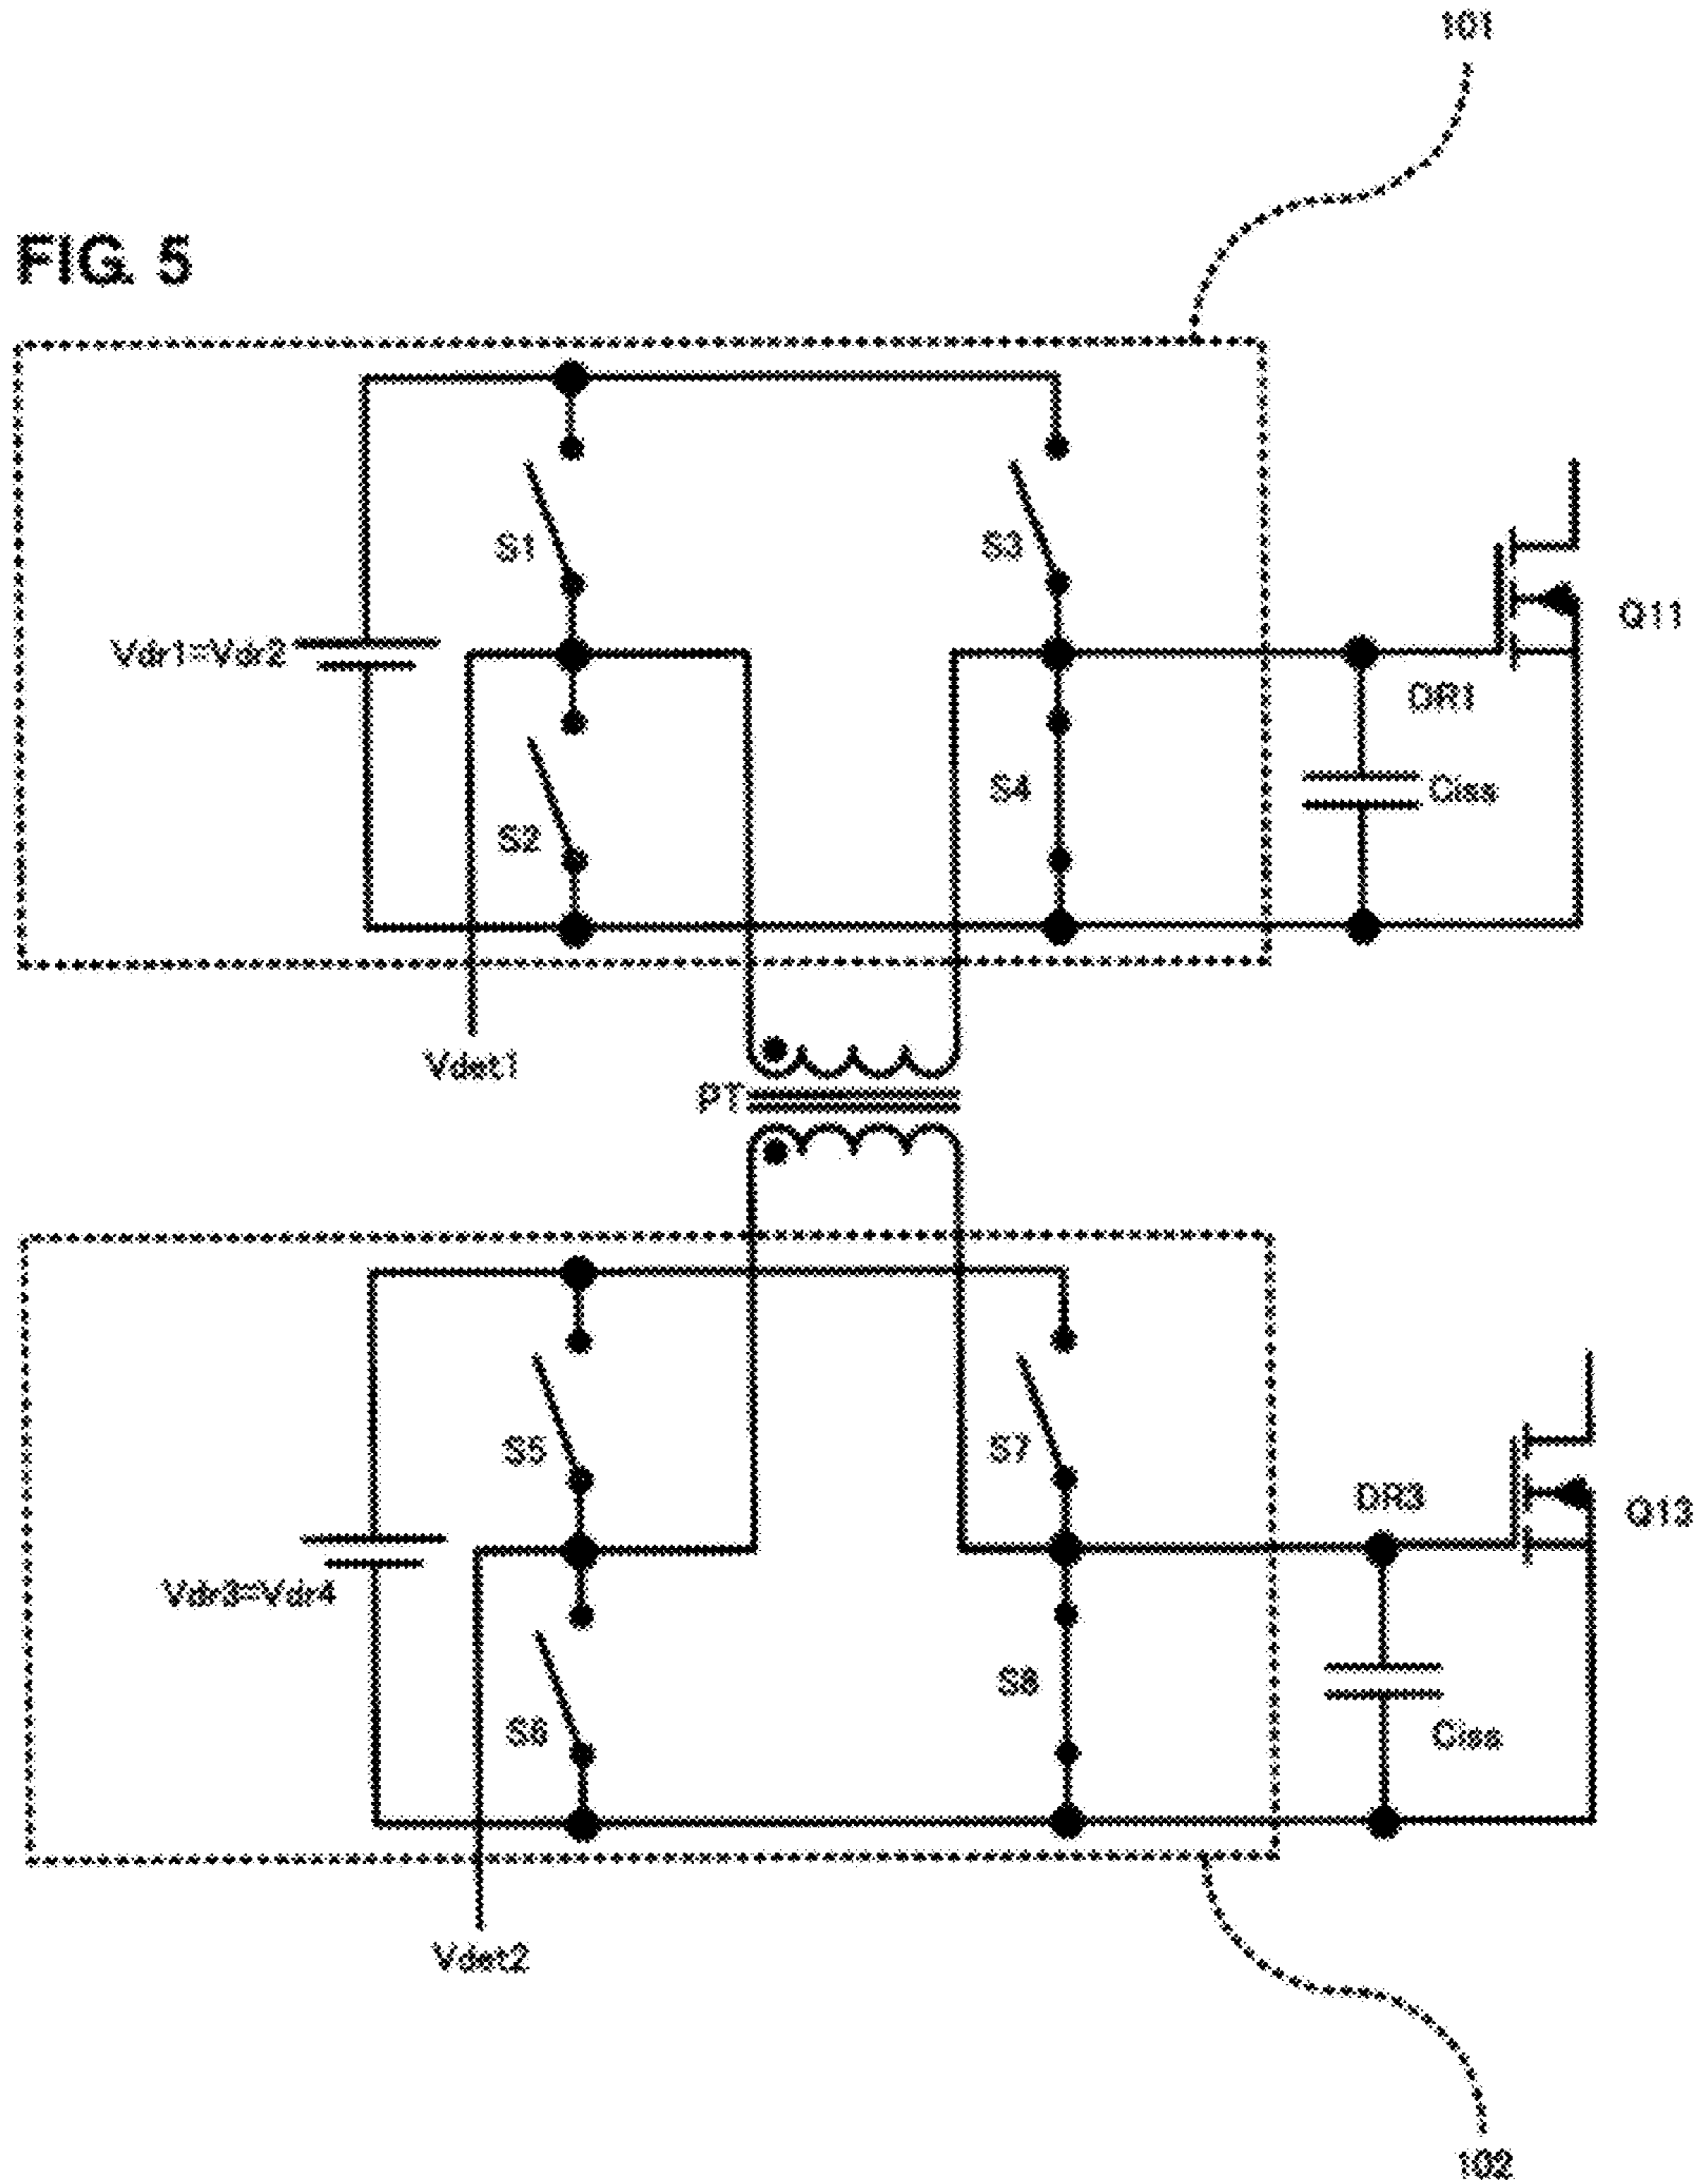 101
FIG. 5
S1
S3
Q11
Vdr1=Vdr2
DR1
S4
Ciss
S2
Vdet1
PT
S5
S7
DR3
Q13
Vdr3=Vdr4
S8
S6
Ciss
Vdet2
102